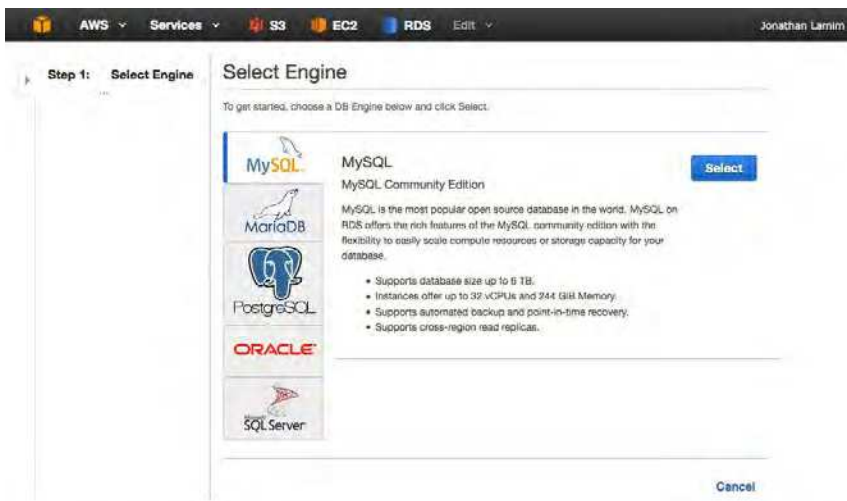 AWS Services S3 EC2 RDS Edit Jonathan Lamim
Step 1: Select Engine
Select Engine
To get started, choose a DB Engine below and click Select.
MySQL
MariaDB
PostgreSQL
ORACLE
Microsoft
SQL Server
MySQL
Select
MySQL Community Edition
MySQL is the most popular open source database in the world. MySQL on
RDS offers the rich features of the MySQL community edition with the
flexibility to easily scale compute resources or storage capacity for your
database.
• Supports database size up to 6 TB.
• Instances offer up to 32 vCPUs and 244 GiB Memory.
• Supports automated backup and point-in-time recovery.
• Supports cross-region read replicas.
Cancel